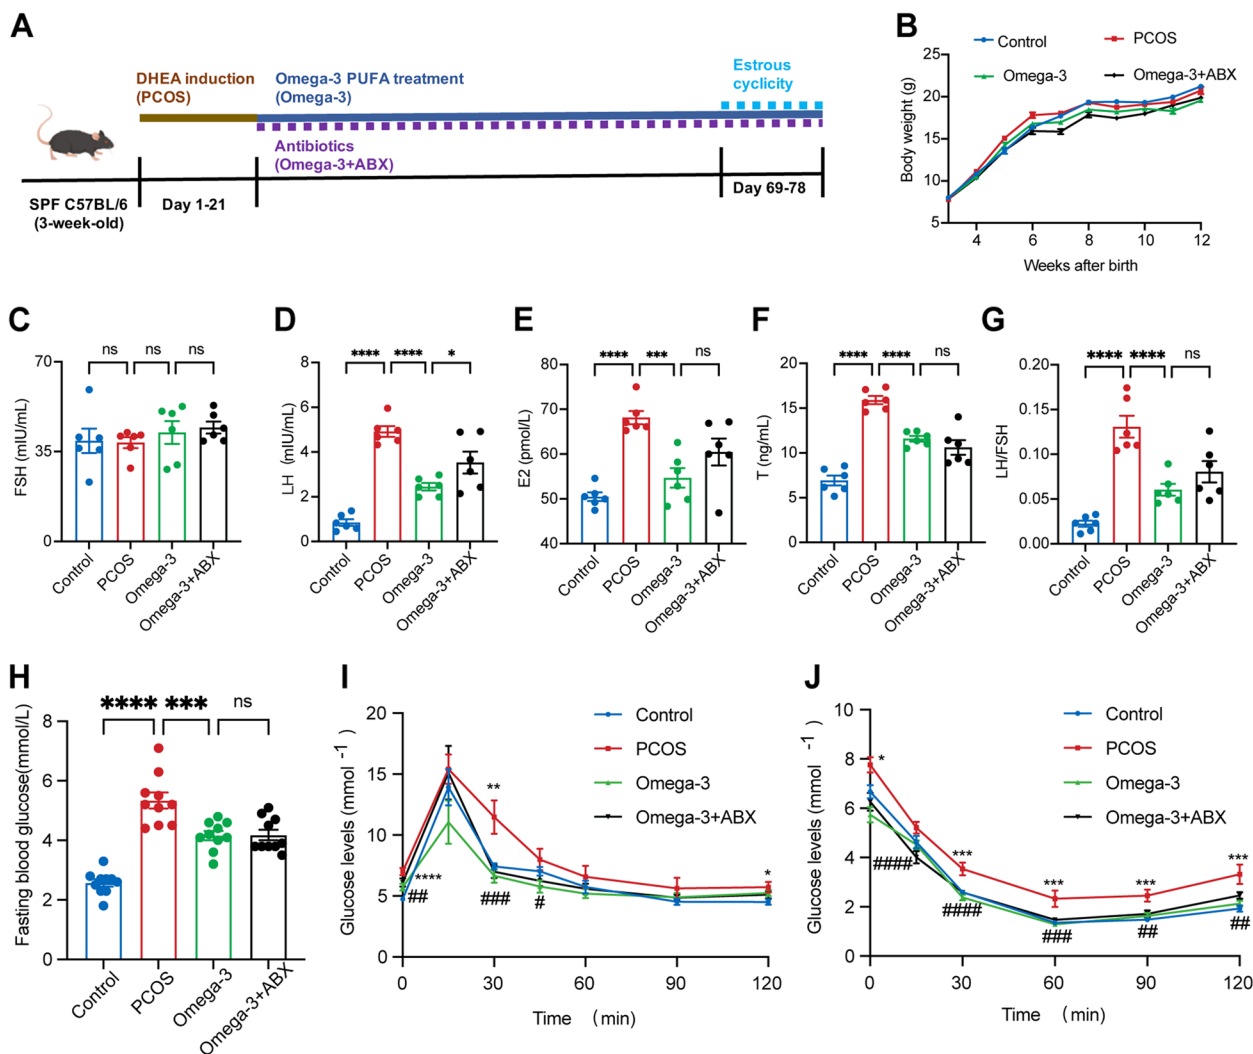 A
DHEA induction
(PCOS)
Omega-3 PUFA treatment
(Omega-3)
Estrous
cyclicity
Antibiotics
(Omega-3+ABX)
SPF C57BL/6
(3-week-old)
Day 1-21
Day 69-78
B
Control
PCOS
Omega-3
Omega-3+ABX
Body weight (g)
25
20
15
10
5
4
6
8
10
12
Weeks after birth
C
ns
ns
ns
FSH (mIU/mL)
70
35
0
Control
PCOS
Omega-3
Omega-3+ABX
D
****
****
*
LH (mIU/mL)
8
6
4
2
0
Control
PCOS
Omega-3
Omega-3+ABX
E
****
***
ns
E2 (pmol/L)
80
70
60
50
40
Control
PCOS
Omega-3
Omega-3+ABX
F
****
****
ns
T (ng/mL)
20
15
10
5
0
Control
PCOS
Omega-3
Omega-3+ABX
G
****
****
ns
LH/FSH
0.20
0.15
0.10
0.05
0.00
Control
PCOS
Omega-3
Omega-3+ABX
H
****
***
ns
Fasting blood glucose(mmol/L)
8
6
4
2
0
Control
PCOS
Omega-3
Omega-3+ABX
I
Control
PCOS
Omega-3
Omega-3+ABX
Glucose levels (mmol -1 )
20
15
10
5
0
****
##
**
###
#
*
0
30
60
90
120
Time (min)
J
Control
PCOS
Omega-3
Omega-3+ABX
Glucose levels (mmol -1 )
10
8
6
4
2
0
*
####
***
####
***
###
***
##
***
##
0
30
60
90
120
Time (min)